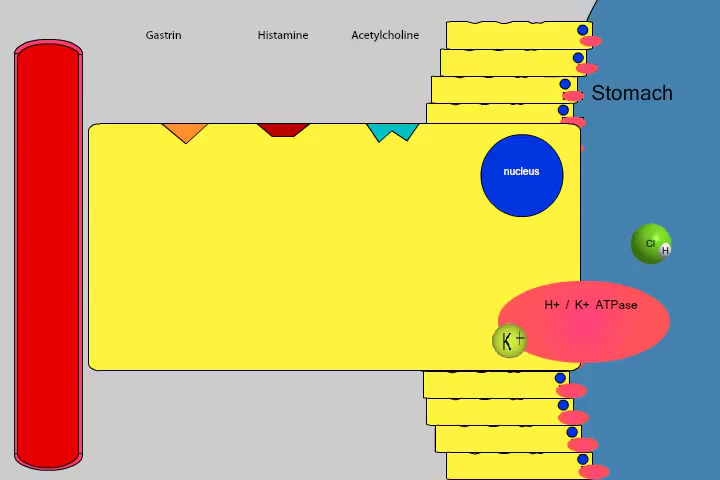 Gastrin
Histamine
Acetylcholine
Stomach
nucleus
Cl
H
H+ / K+ ATPase
K+